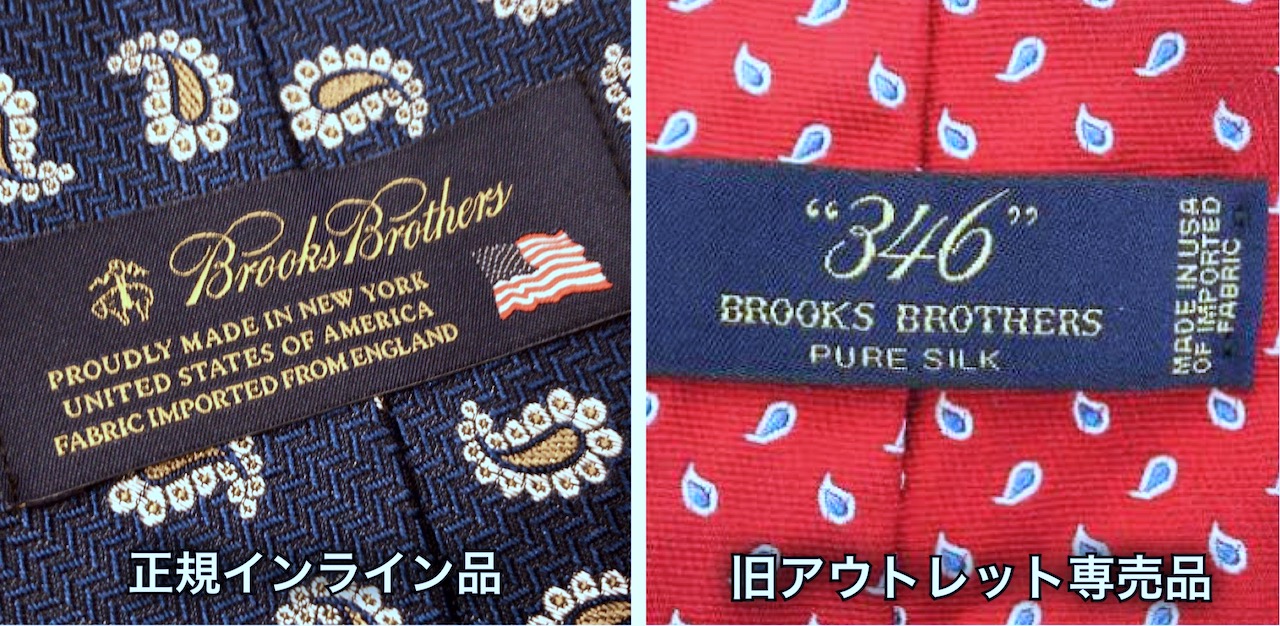 Brooks Brothers
PROUDLY MADE IN NEW YORK
UNITED STATES OF AMERICA
FABRIC IMPORTED FROM ENGLAND
正規インライン品
“346”
BROOKS BROTHERS
PURE SILK
MADE IN USA
OF IMPORTED
FABRIC
旧アウトレット専売品